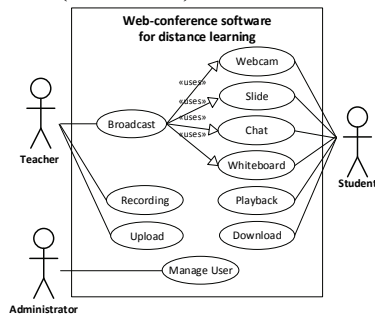 Web-conference software
for distance learning
Webcam
«uses»
Slide
«uses»
Broadcast
«uses»
Chat
«uses»
Teacher
Whiteboard
Student
Recording
Playback
Upload
Download
Manage User
Administrator